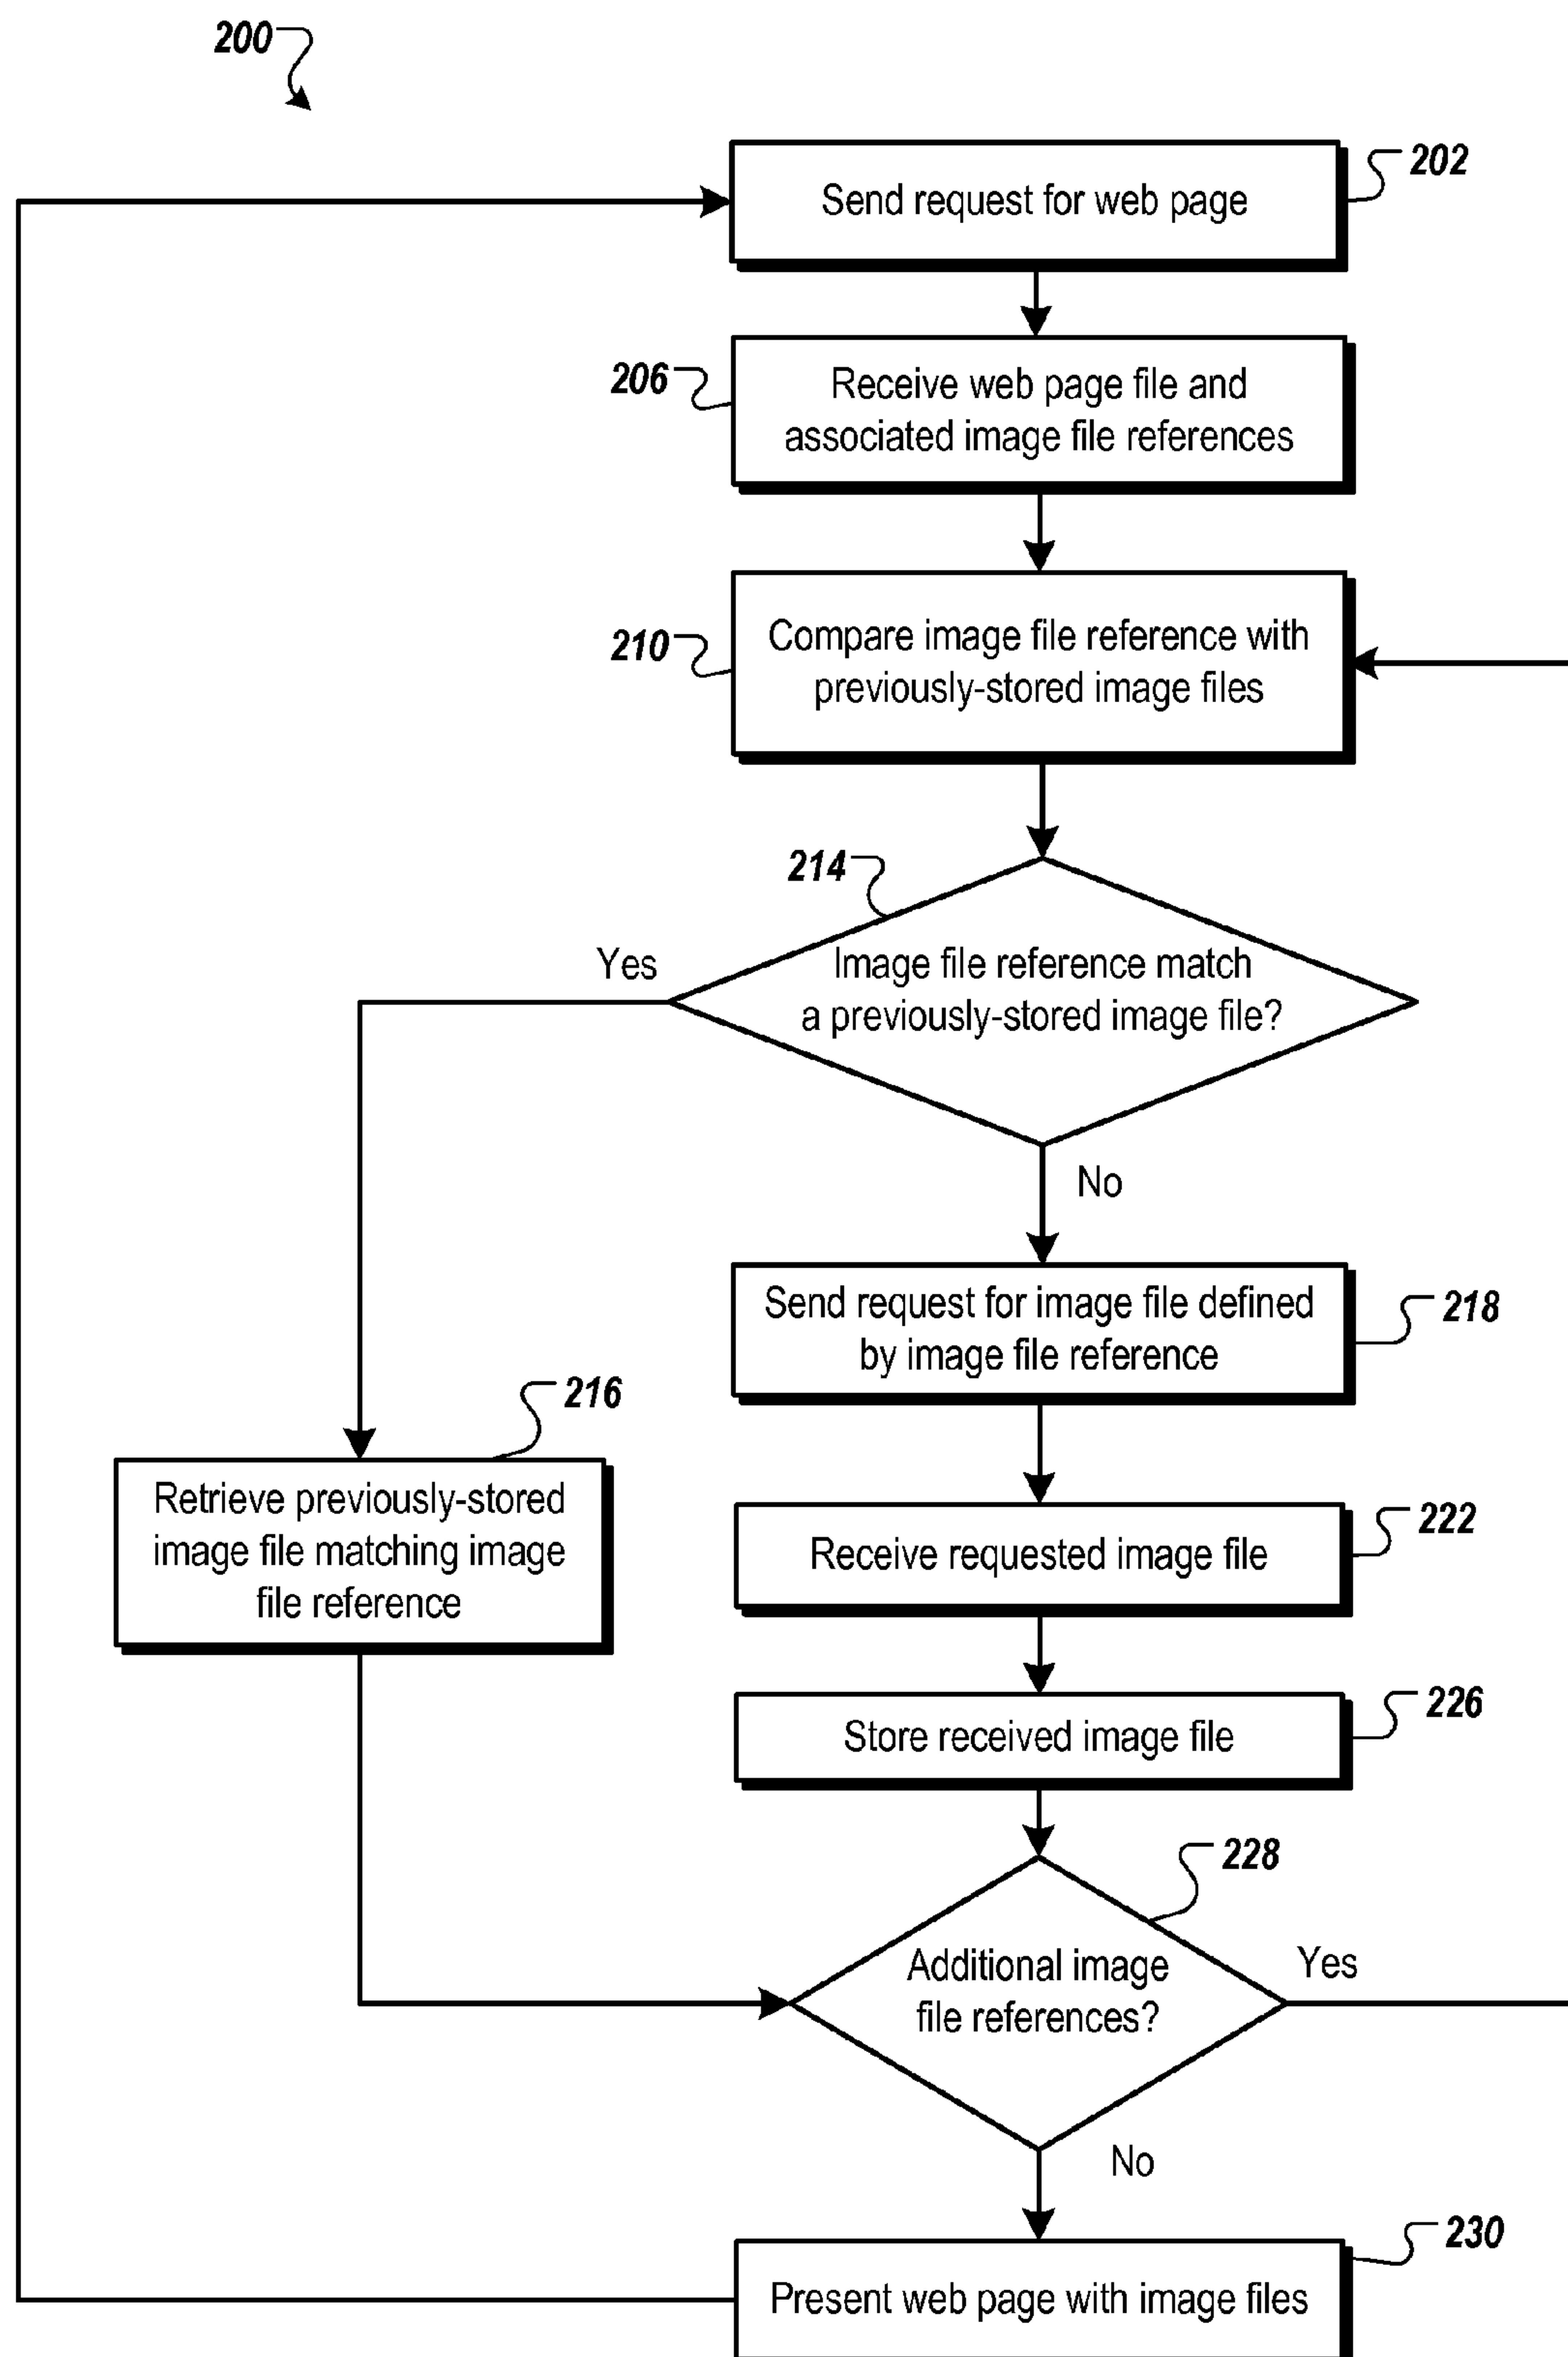 200
202
Send request for web page
206
Receive web page file and
associated image file references
210
Compare image file reference with
previously-stored image files
214
Yes
Image file reference match
a previously-stored image file?
No
Send request for image file defined
by image file reference
218
216
Retrieve previously-stored
image file matching image
file reference
222
Receive requested image file
226
Store received image file
228
Additional image
file references?
Yes
No
230
Present web page with image files